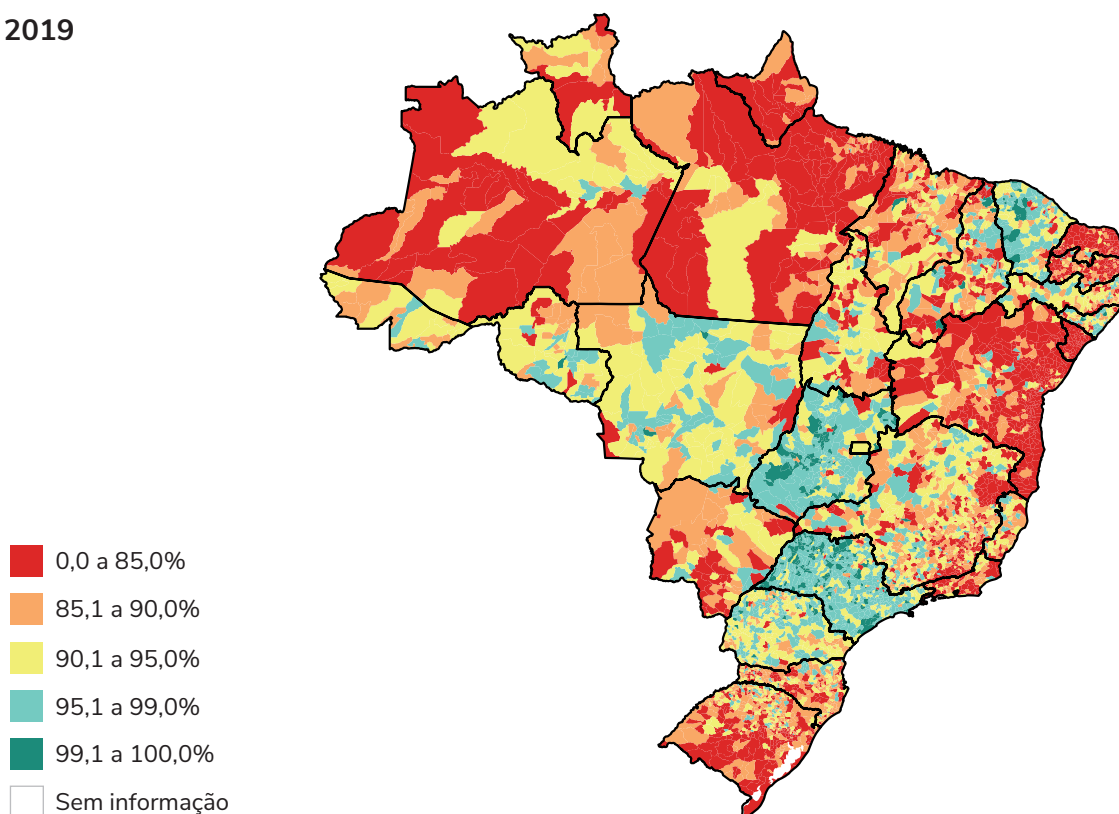 2019
0,0 a 85,0%
85,1 a 90,0%
90,1 a 95,0%
95,1 a 99,0%
99,1 a 100,0%
Sem informação